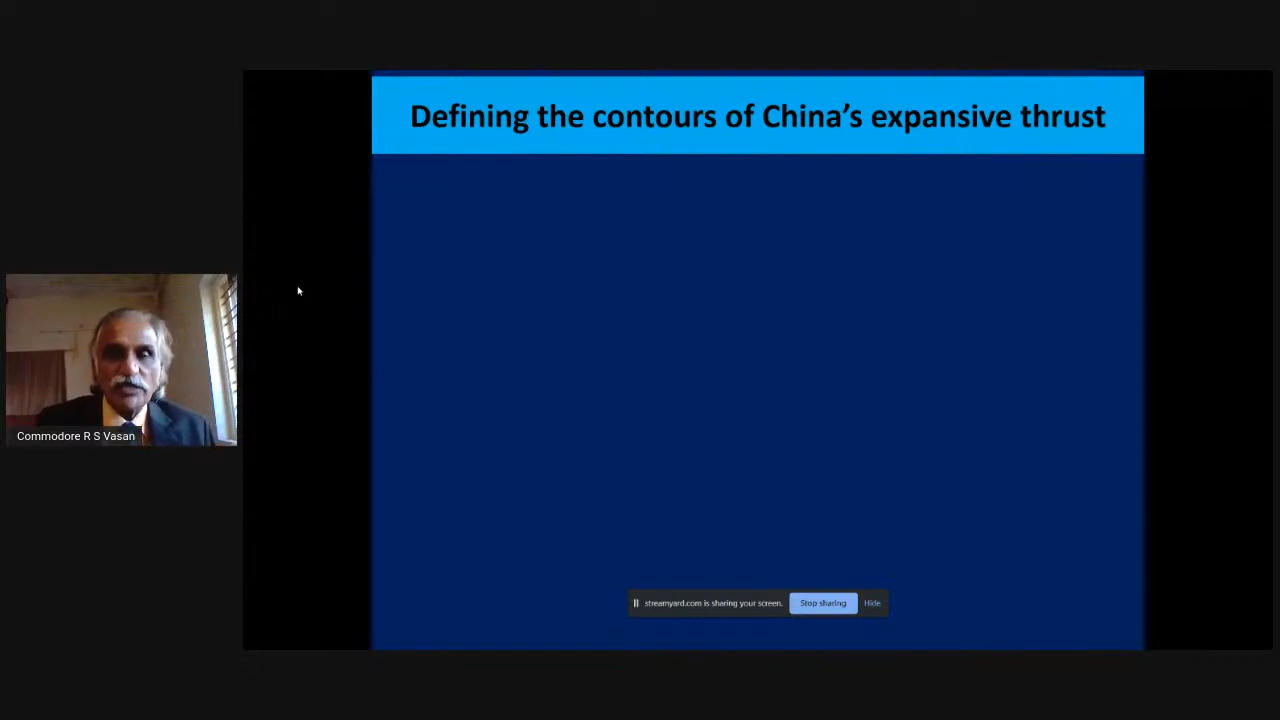 Defining the contours of China’s expansive thrust
Commodore R S Vasan
streamyard.com is sharing your screen. Stop sharing Hide